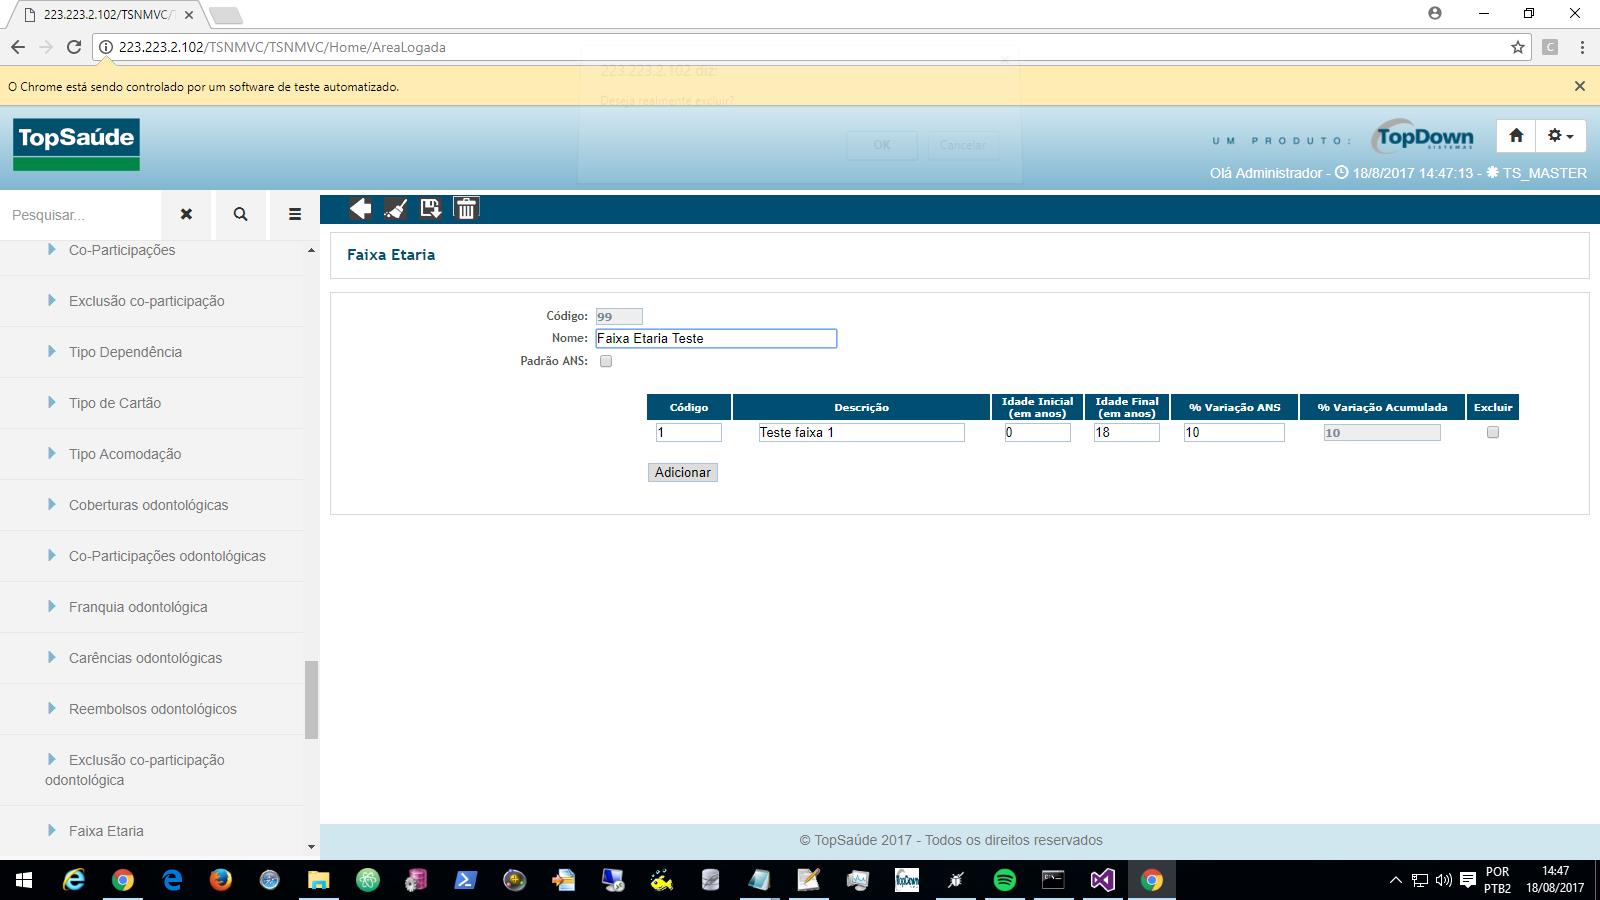 223.223.2.102/TSNMVC/T
223.223.2.102/TSNMVC/TSNMVC/Home/AreaLogada
C
223.223.2.102 diz:
O Chrome está sendo controlado por um software de teste automatizado.
Deseja realmente excluir?
OK
Cancelar
TopSaúde
UM PRODUTO:
TopDown
SISTEMAS
Olá Administrador - 18/8/2017 14:47:13 - TS_MASTER
Pesquisar...
Co-Participações
Exclusão co-participação
Tipo Dependência
Tipo de Cartão
Tipo Acomodação
Coberturas odontológicas
Co-Participações odontológicas
Franquia odontológica
Carências odontológicas
Reembolsos odontológicos
Exclusão co-participação
odontológica
Faixa Etaria
Faixa Etaria
Código: 99
Nome: Faixa Etaria Teste
Padrão ANS:
Código Descrição Idade Inicial (em anos) Idade Final (em anos) % Variação ANS % Variação Acumulada Excluir
1 Teste faixa 1 0 18 10 10
Adicionar
© TopSaúde 2017 - Todos os direitos reservados
TopDown
POR
PTB2
14:47
18/08/2017